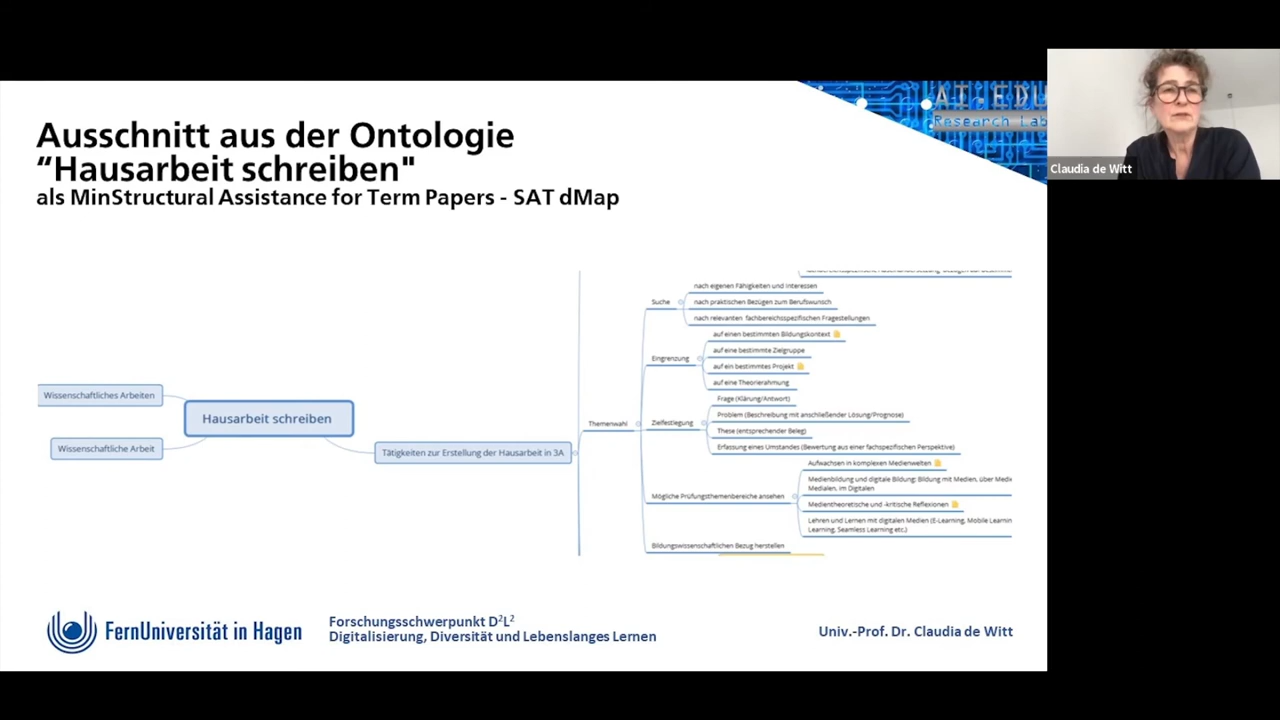 AI.EDU
Research Lab
Claudia de Witt
Ausschnitt aus der Ontologie
“Hausarbeit schreiben"
als MinStructural Assistance for Term Papers - SAT dMap
Wissenschaftliches Arbeiten
Wissenschaftliche Arbeit
Hausarbeit schreiben
Tätigkeiten zur Erstellung der Hausarbeit in 3A
Themenwahl
Suche
nach eigenen Fähigkeiten und Interessen
nach praktischen Bezügen zum Berufswunsch
nach relevanten fachbereichsspezifischen Fragestellungen
Eingrenzung
auf einen bestimmten Bildungskontext
auf eine bestimmte Zielgruppe
auf ein bestimmtes Projekt
auf eine Theorierahmung
Zielfestlegung
Frage (Klärung/Antwort)
Problem (Beschreibung mit anschließender Lösung/Prognose)
These (entsprechender Beleg)
Erfassung eines Umstandes (Bewertung aus einer fachspezifischen Perspektive)
Mögliche Prüfungsthemenbereiche ansehen
Aufwachsen in komplexen Medienwelten
Medienbildung und digitale Bildung: Bildung mit Medien, über Medie
Medialen, im Digitalen
Medientheoretische und -kritische Reflexionen
Lehren und Lernen mit digitalen Medien (E-Learning, Mobile Learnin
Learning, Seamless Learning etc.)
Bildungswissenschaftlichen Bezug herstellen
FernUniversität in Hagen
Forschungsschwerpunkt D²L²
Digitalisierung, Diversität und Lebenslanges Lernen
Univ.-Prof. Dr. Claudia de Witt